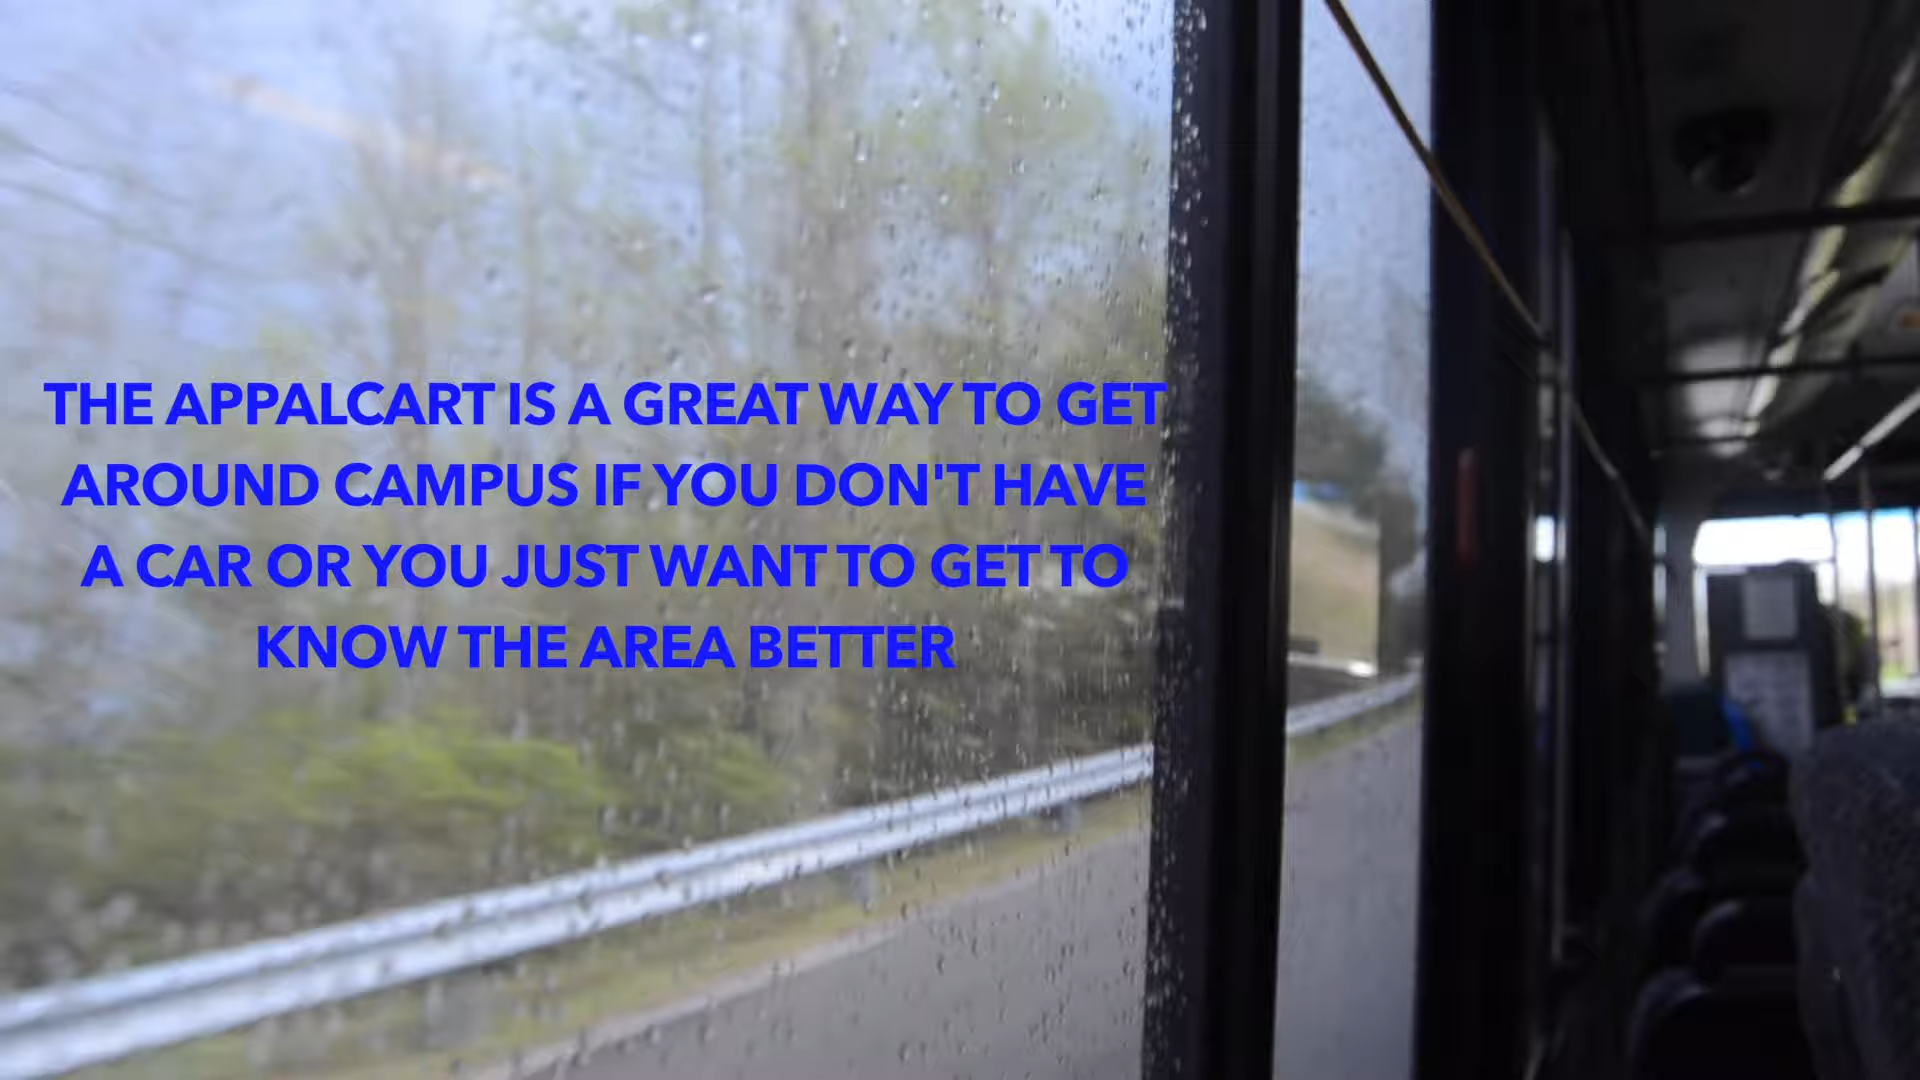 THE APPALCART IS A GREAT WAY TO GET
AROUND CAMPUS IF YOU DON'T HAVE
A CAR OR YOU JUST WANT TO GET TO
KNOW THE AREA BETTER